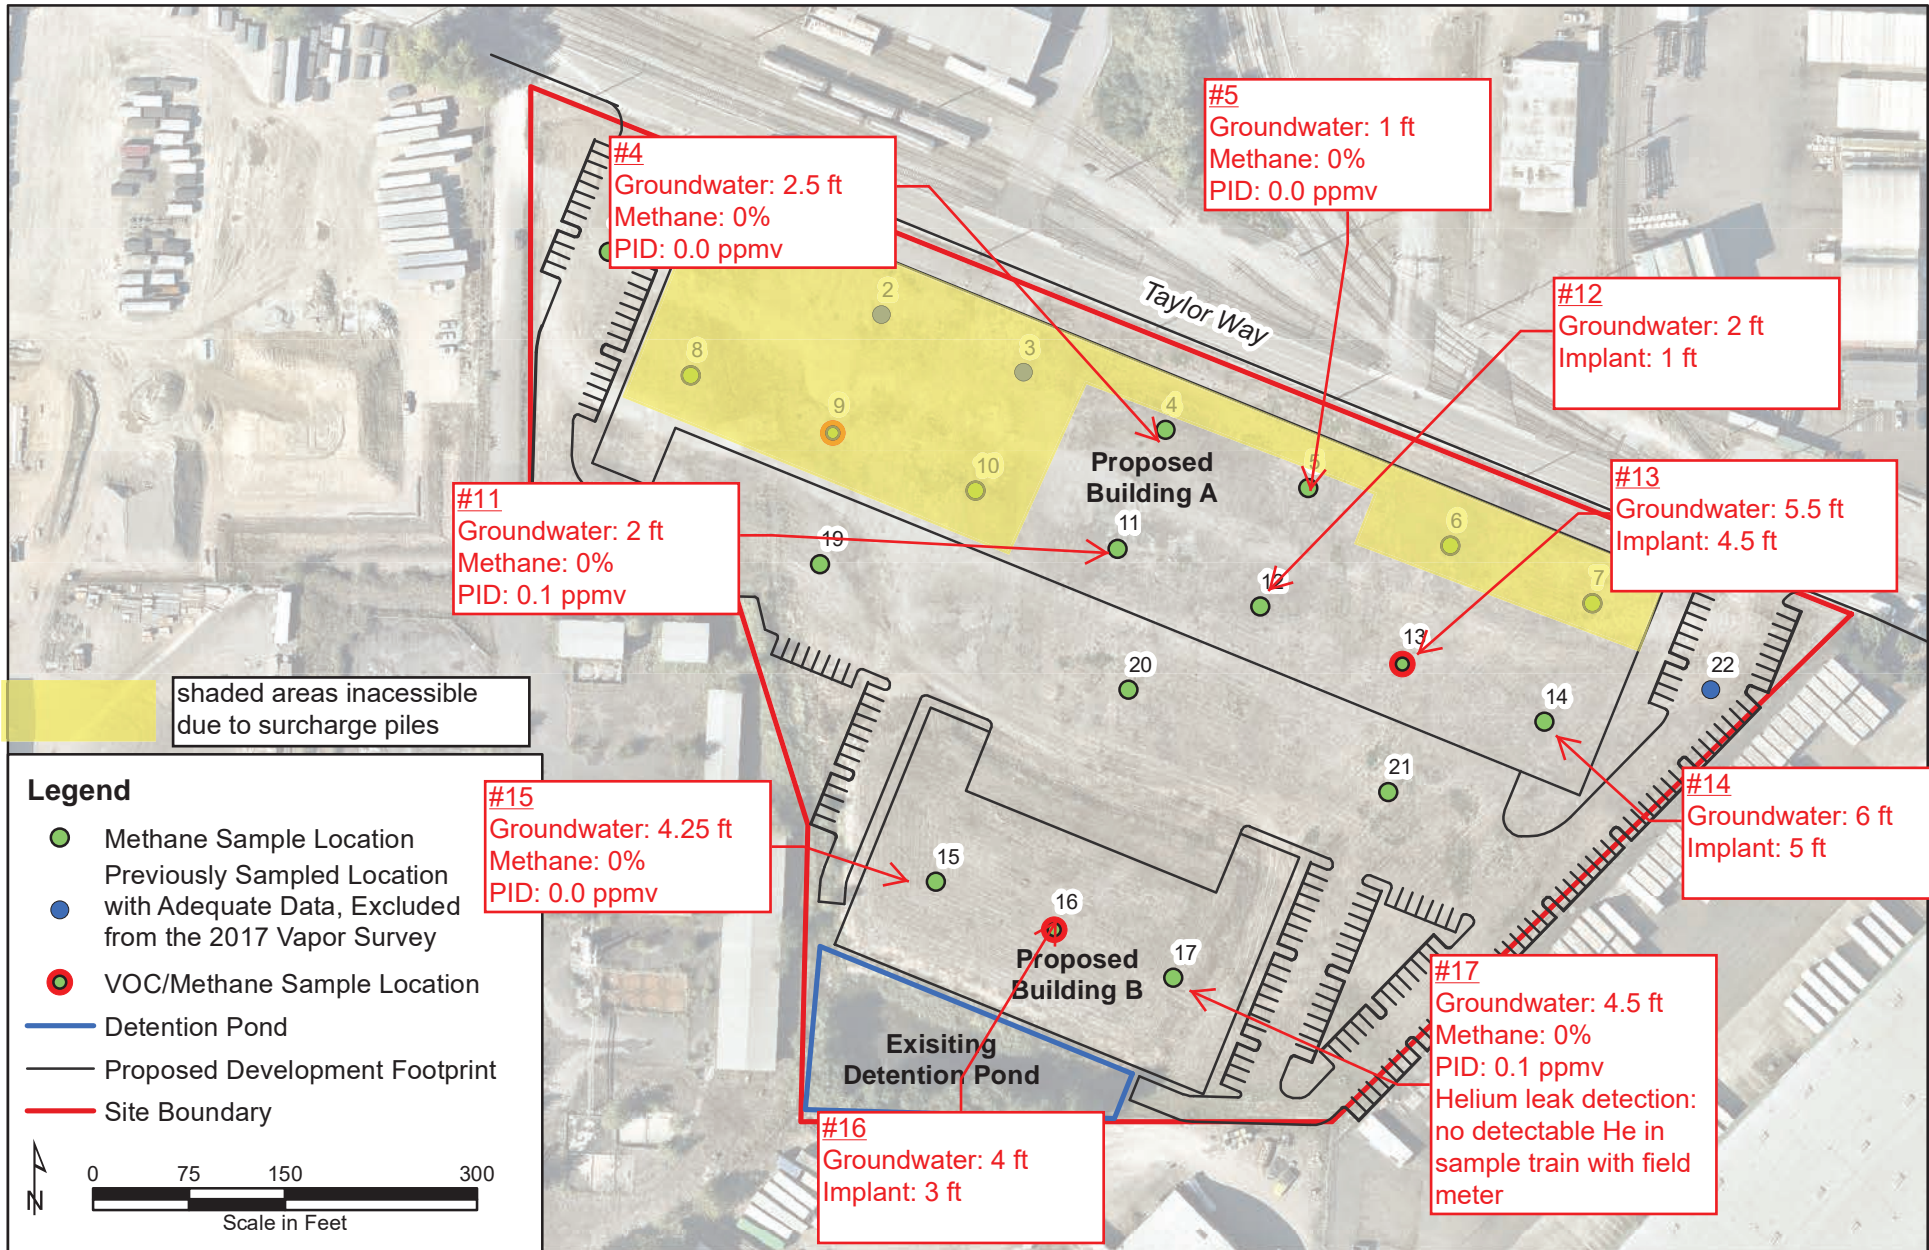 #5
Groundwater: 1 ft
Methane: 0%
PID: 0.0 ppmv
#4
Groundwater: 2.5 ft
Methane: 0%
PID: 0.0 ppmv
Taylor Way
#12
Groundwater: 2 ft
Implant: 1 ft
2
3
8
9
4
10
5
Proposed
Building A
#13
Groundwater: 5.5 ft
Implant: 4.5 ft
#11
Groundwater: 2 ft
Methane: 0%
PID: 0.1 ppmv
19
11
6
12
7
13
20
22
14
21
shaded areas inacessible
due to surcharge piles
#14
Groundwater: 6 ft
Implant: 5 ft
#15
Groundwater: 4.25 ft
Methane: 0%
PID: 0.0 ppmv
15
16
17
Proposed
Building B
Exisiting
Detention Pond
#17
Groundwater: 4.5 ft
Methane: 0%
PID: 0.1 ppmv
Helium leak detection:
no detectable He in
sample train with field
meter
#16
Groundwater: 4 ft
Implant: 3 ft
Legend
Methane Sample Location
Previously Sampled Location
with Adequate Data, Excluded
from the 2017 Vapor Survey
VOC/Methane Sample Location
Detention Pond
Proposed Development Footprint
Site Boundary
N
0 75 150 300
Scale in Feet